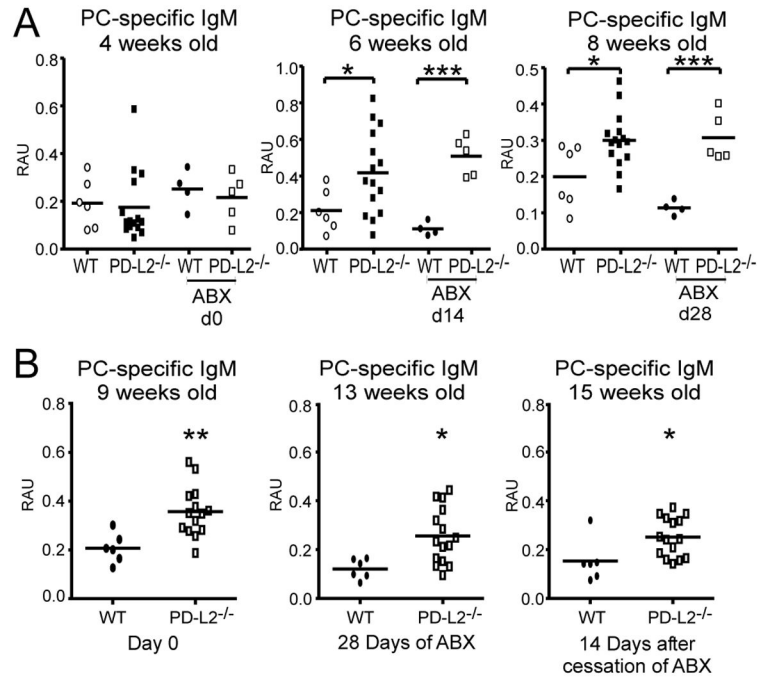 A
PC-specific IgM
4 weeks old
RAU
0.8
0.6
0.4
0.2
0.0
WT
PD-L2-/-
WT
PD-L2-/-
ABX
d0
PC-specific IgM
6 weeks old
RAU
1.0
0.8
0.6
0.4
0.2
0.0
*
***
WT
PD-L2-/-
WT
PD-L2-/-
ABX
d14
PC-specific IgM
8 weeks old
RAU
0.5
0.4
0.3
0.2
0.1
0.0
*
***
WT
PD-L2-/-
WT
PD-L2-/-
ABX
d28
B
PC-specific IgM
9 weeks old
RAU
0.8
0.6
0.4
0.2
0.0
**
WT
PD-L2-/-
Day 0
PC-specific IgM
13 weeks old
RAU
0.8
0.6
0.4
0.2
0.0
*
WT
PD-L2-/-
28 Days of ABX
PC-specific IgM
15 weeks old
RAU
0.8
0.6
0.4
0.2
0.0
*
WT
PD-L2-/-
14 Days after
cessation of ABX